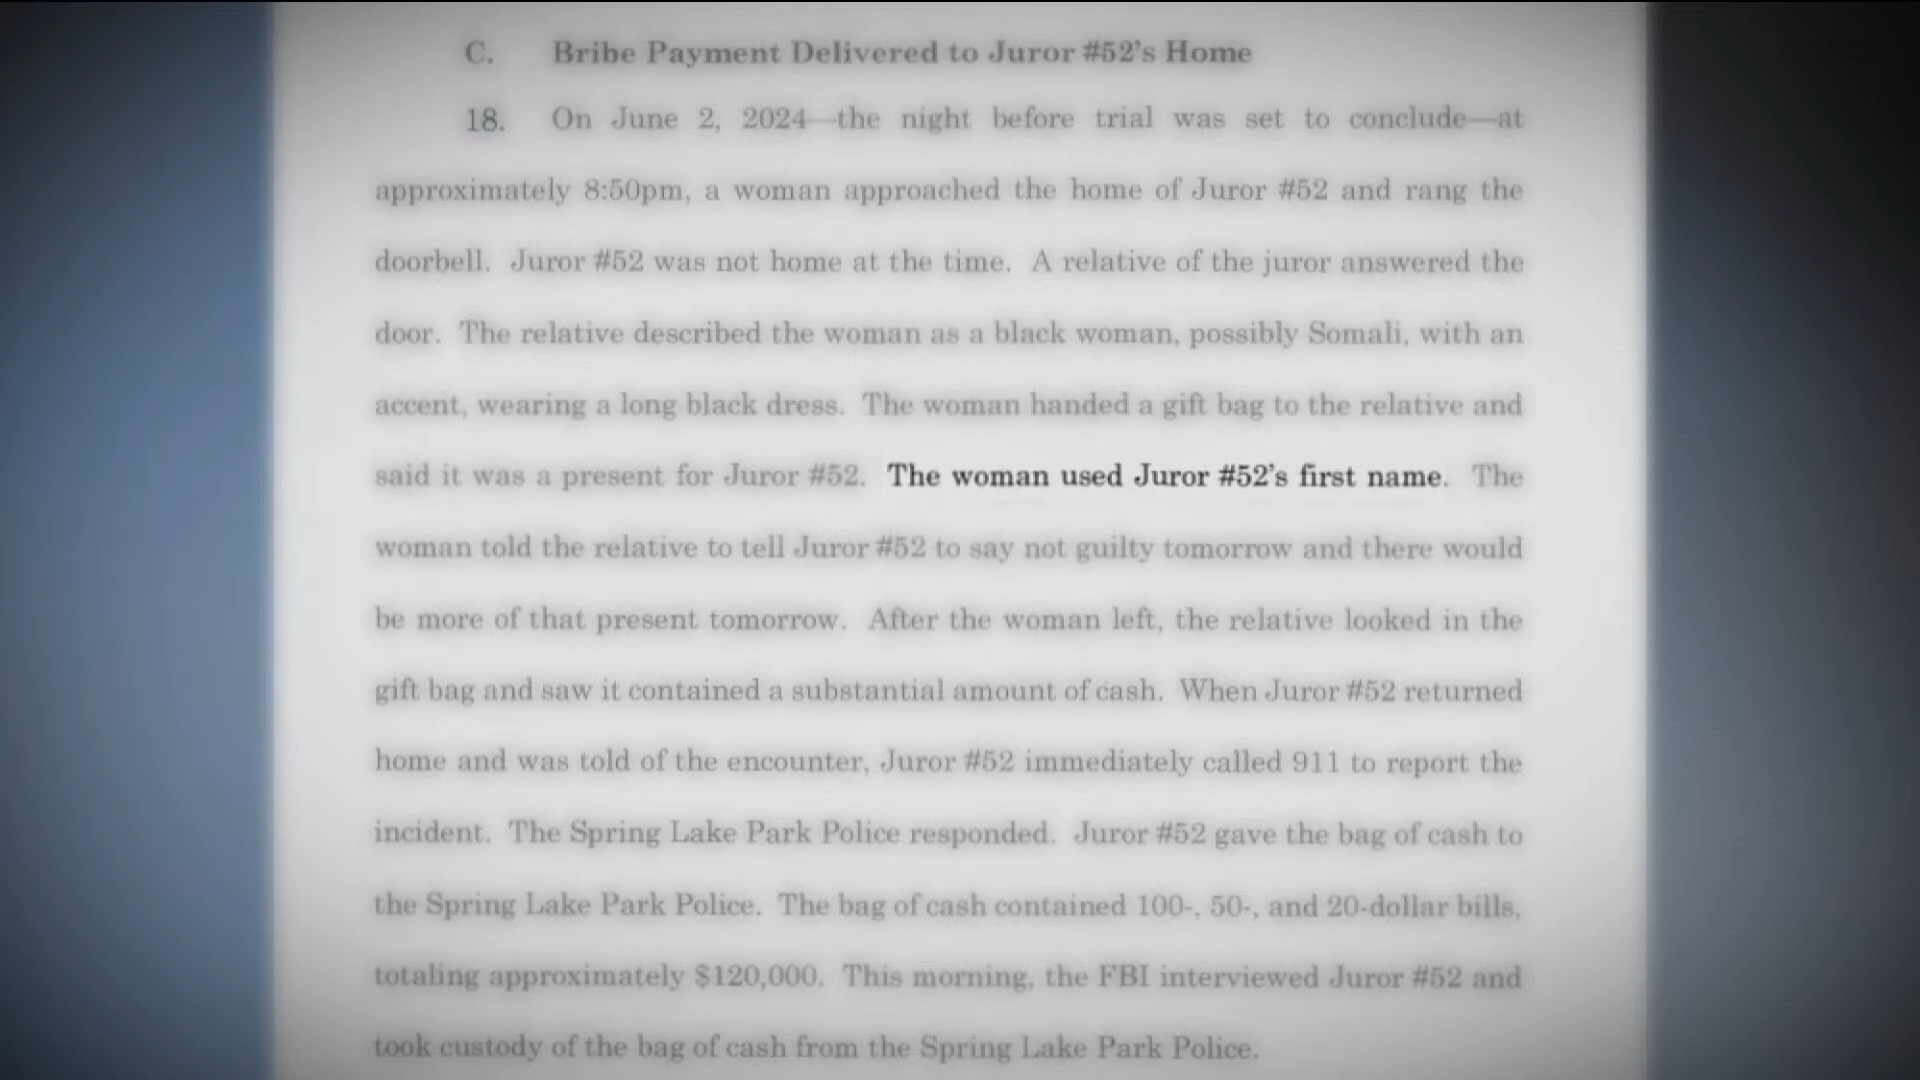 C. Bribe Payment Delivered to Juror #52's Home
18. On June 2, 2024—the night before trial was set to conclude—at
approximately 8:50pm, a woman approached the home of Juror #52 and rang the
doorbell. Juror #52 was not home at the time. A relative of the juror answered the
door. The relative described the woman as a black woman, possibly Somali, with an
accent, wearing a long black dress. The woman handed a gift bag to the relative and
said it was a present for Juror #52. The woman used Juror #52's first name. The
woman told the relative to tell Juror #52 to say not guilty tomorrow and there would
be more of that present tomorrow. After the woman left, the relative looked in the
gift bag and saw it contained a substantial amount of cash. When Juror #52 returned
home and was told of the encounter, Juror #52 immediately called 911 to report the
incident. The Spring Lake Park Police responded. Juror #52 gave the bag of cash to
the Spring Lake Park Police. The bag of cash contained 100-, 50-, and 20-dollar bills,
totaling approximately $120,000. This morning, the FBI interviewed Juror #52 and
took custody of the bag of cash from the Spring Lake Park Police.